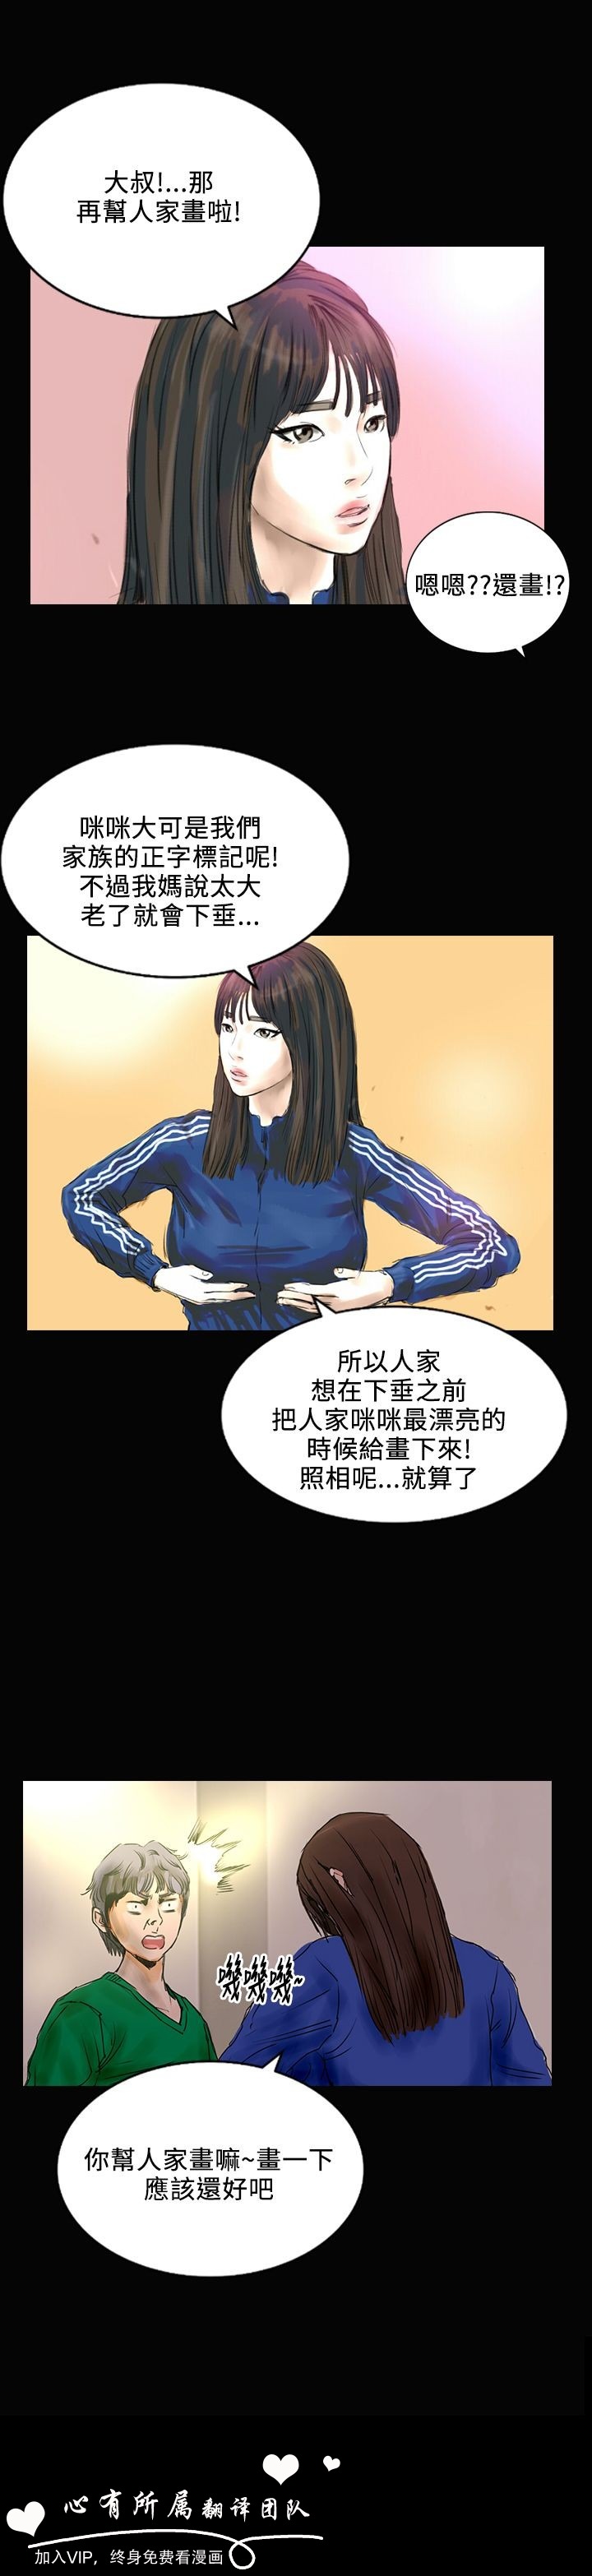 大叔!...那
再幫人家畫啦!
嗯嗯??還畫!?
咪咪大可是我們
家族的正字標記呢!
不過我媽說太大
老了就會下垂...
所以人家
想在下垂之前
把人家咪咪最漂亮的
時候給畫下來!
照相呢...就算了
嘰嘰嘰~
你幫人家畫嘛~畫一下
應該還好吧
心有所属翻译团队
加入VIP，终身免费看漫画